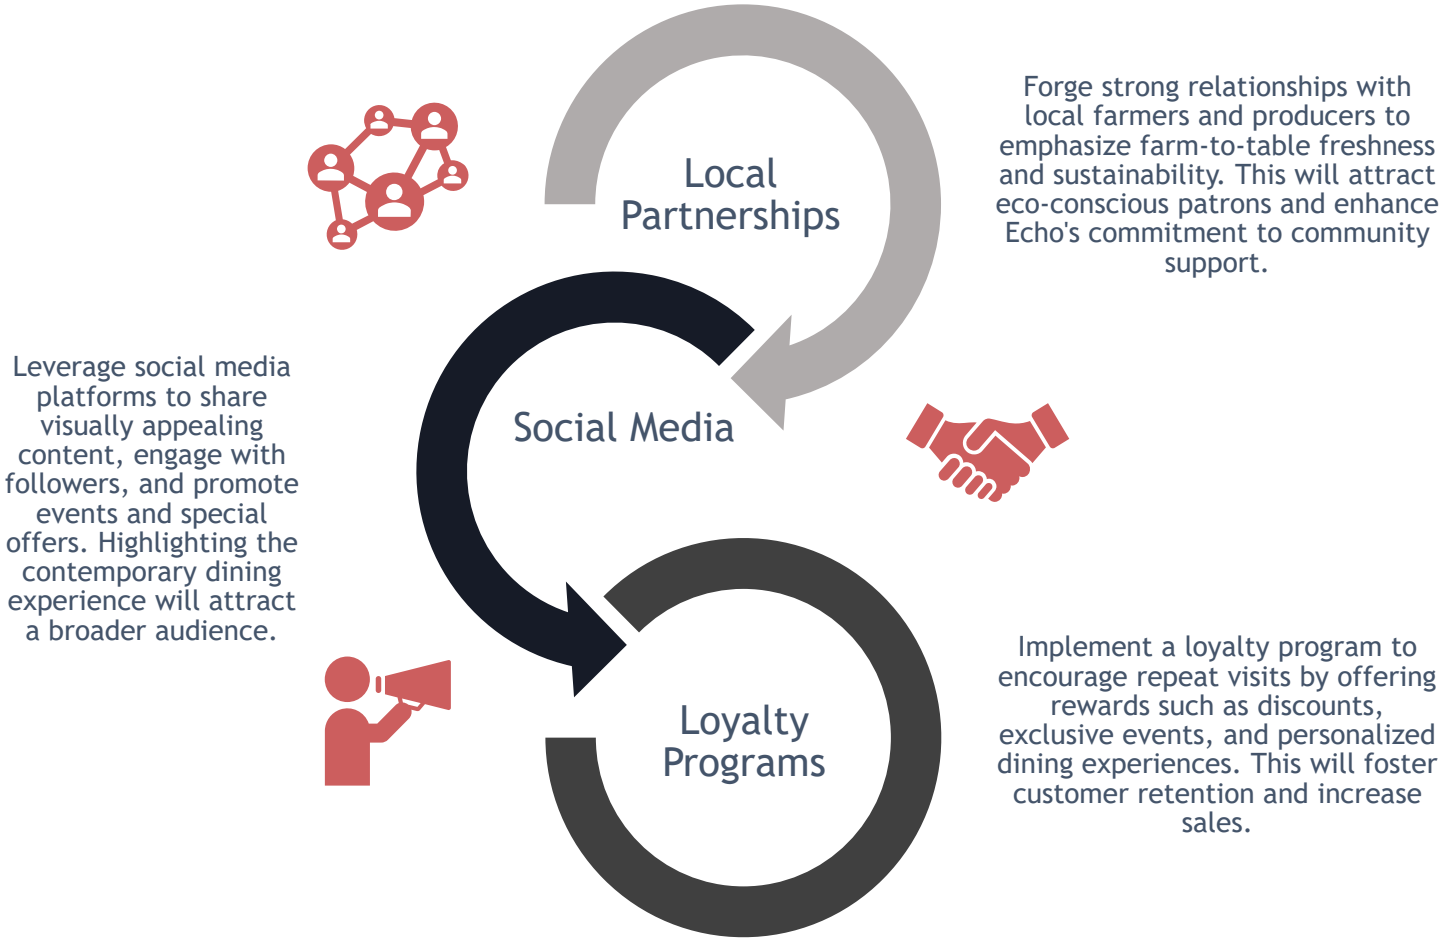 Local
Partnerships
Forge strong relationships with
local farmers and producers to
emphasize farm-to-table freshness
and sustainability. This will attract
eco-conscious patrons and enhance
Echo's commitment to community
support.
Social Media
Leverage social media
platforms to share
visually appealing
content, engage with
followers, and promote
events and special
offers. Highlighting the
contemporary dining
experience will attract
a broader audience.
Loyalty
Programs
Implement a loyalty program to
encourage repeat visits by offering
rewards such as discounts,
exclusive events, and personalized
dining experiences. This will foster
customer retention and increase
sales.